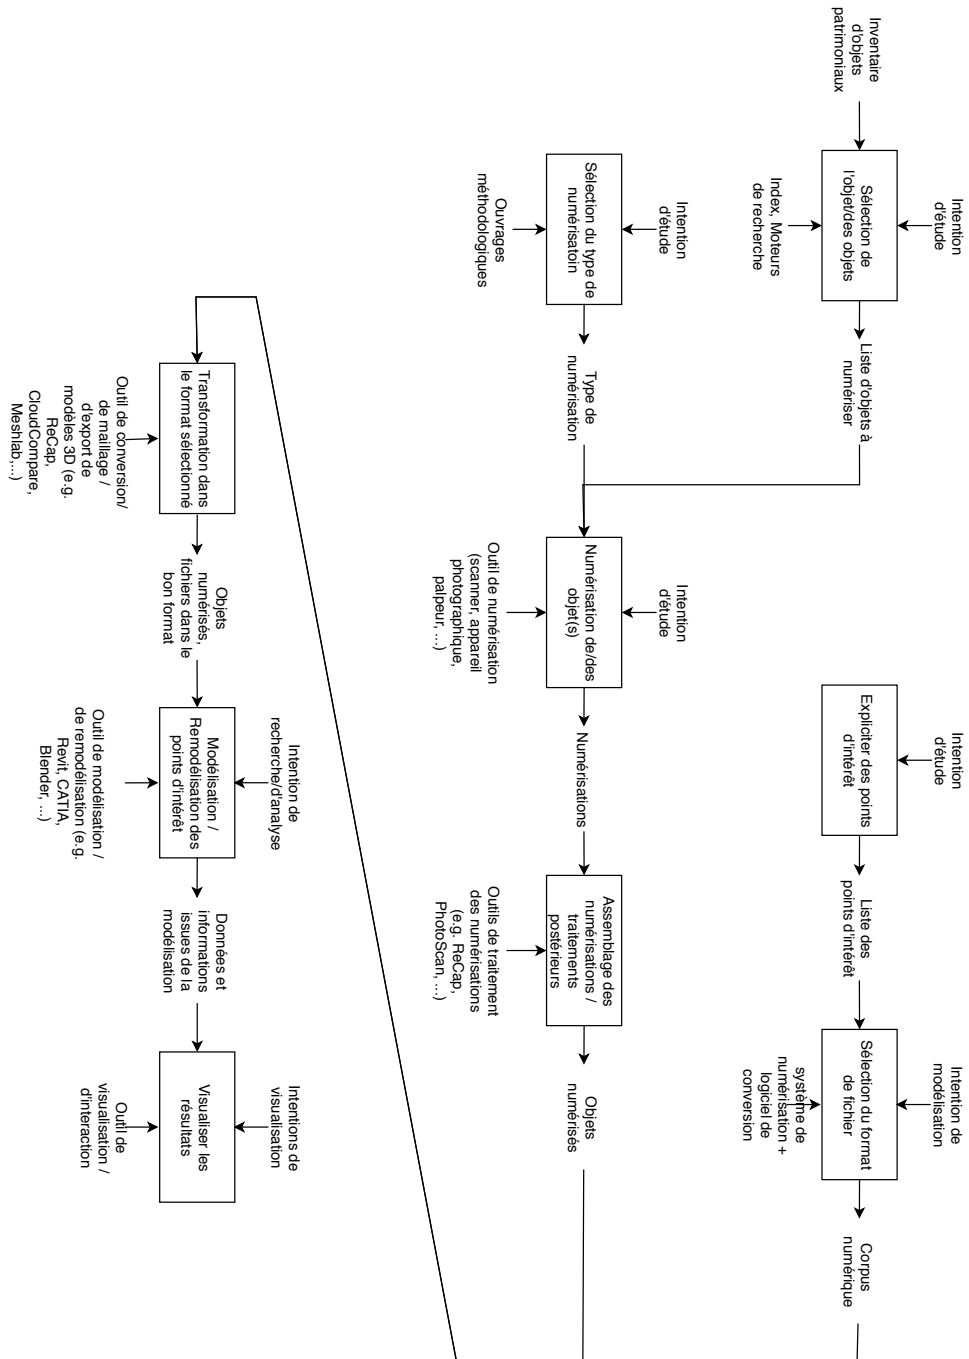 Inventaire
d'objets
patrimoniaux
Intention
d'étude
Sélection de
l'objet/des objets
Index, Moteurs
de recherche
Liste d'objets à
numériser
Intention
d'étude
Expliciter des points
d'intérêt
Liste des
points d'intérêt
Intention de
modélisation
Sélection du format
de fichier
système de
numérisation +
logiciel de
conversion
Corpus
numérique
Intention
d'étude
Sélection du type de
numérisatoin
Ouvrages
méthodologiques
Type de
numérisation
Intention
d'étude
Numérisation de/des
objet(s)
Outil de numérisation
(scanner, appareil
photographique,
palpeur, ...)
Numérisations
Assemblage des
numérisations /
traitements
postérieurs
Outils de traitement
des numérisations
(e.g. ReCap,
PhotoScan, ...)
Objets
numérisés
Transformation dans
le format sélectionné
Outil de conversion/
de maillage /
d'export de
modèles 3D (e.g.
ReCap,
CloudCompare,
Meshlab,...)
Objets
numérisés,
fichiers dans le
bon format
Intention de
recherche/d'analyse
Modélisation /
Remodélisation des
points d'intérêt
Outil de modélisation /
de remodélisation (e.g.
Revit, CATIA,
Blender, ...)
Données et
informations
issues de la
modélisation
Intentions de
visualisation
Visualiser les
résultats
Outil de
visualisation /
d'interaction